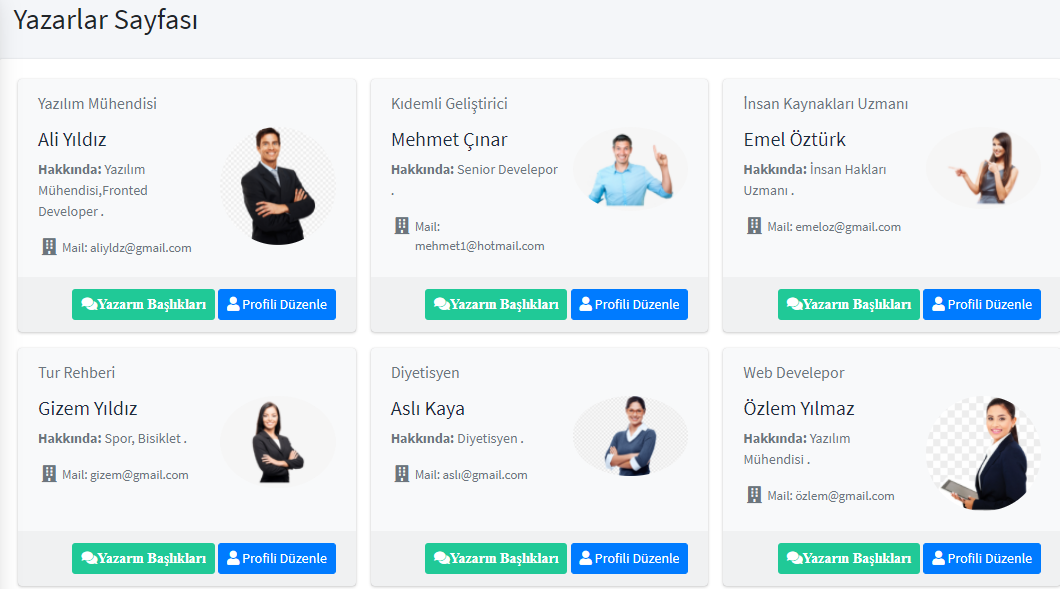 Yazarlar Sayfası
Yazılım Mühendisi
Ali Yıldız
Hakkında: Yazılım
Mühendisi,Fronted
Developer .
Mail: aliyldz@gmail.com
Yazarın Başlıkları
Profili Düzenle
Kıdemli Geliştirici
Mehmet Çınar
Hakkında: Senior Develepor
.
Mail:
mehmet1@hotmail.com
Yazarın Başlıkları
Profili Düzenle
İnsan Kaynakları Uzmanı
Emel Öztürk
Hakkında: İnsan Hakları
Uzmanı .
Mail: emeloz@gmail.com
Yazarın Başlıkları
Profili Düzenle
Tur Rehberi
Gizem Yıldız
Hakkında: Spor, Bisiklet .
Mail: gizem@gmail.com
Yazarın Başlıkları
Profili Düzenle
Diyetisyen
Aslı Kaya
Hakkında: Diyetisyen .
Mail: aslı@gmail.com
Yazarın Başlıkları
Profili Düzenle
Web Develepor
Özlem Yılmaz
Hakkında: Yazılım
Mühendisi .
Mail: özlem@gmail.com
Yazarın Başlıkları
Profili Düzenle